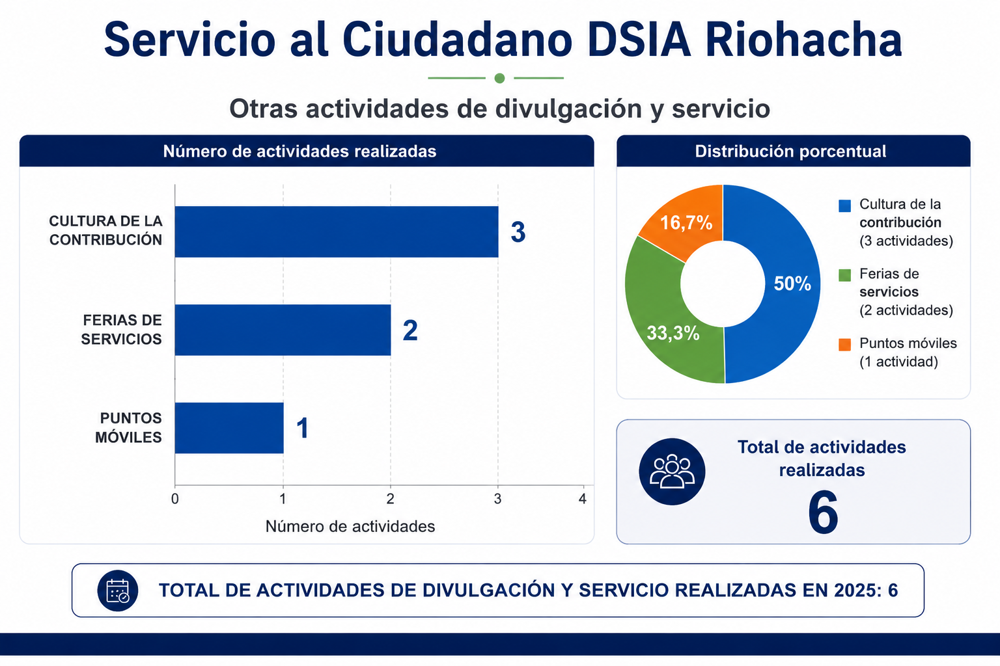 Servicio al Ciudadano DSIA Riohacha
Otras actividades de divulgación y servicio
Número de actividades realizadas
CULTURA DE LA
CONTRIBUCIÓN
3
FERIAS DE
SERVICIOS
2
PUNTOS
MÓVILES
1
0 1 2 3 4
Número de actividades
Distribución porcentual
16,7%
50%
33,3%
Cultura de la
contribución
(3 actividades)
Ferias de
servicios
(2 actividades)
Puntos móviles
(1 actividad)
Total de actividades
realizadas
6
TOTAL DE ACTIVIDADES DE DIVULGACIÓN Y SERVICIO REALIZADAS EN 2025: 6